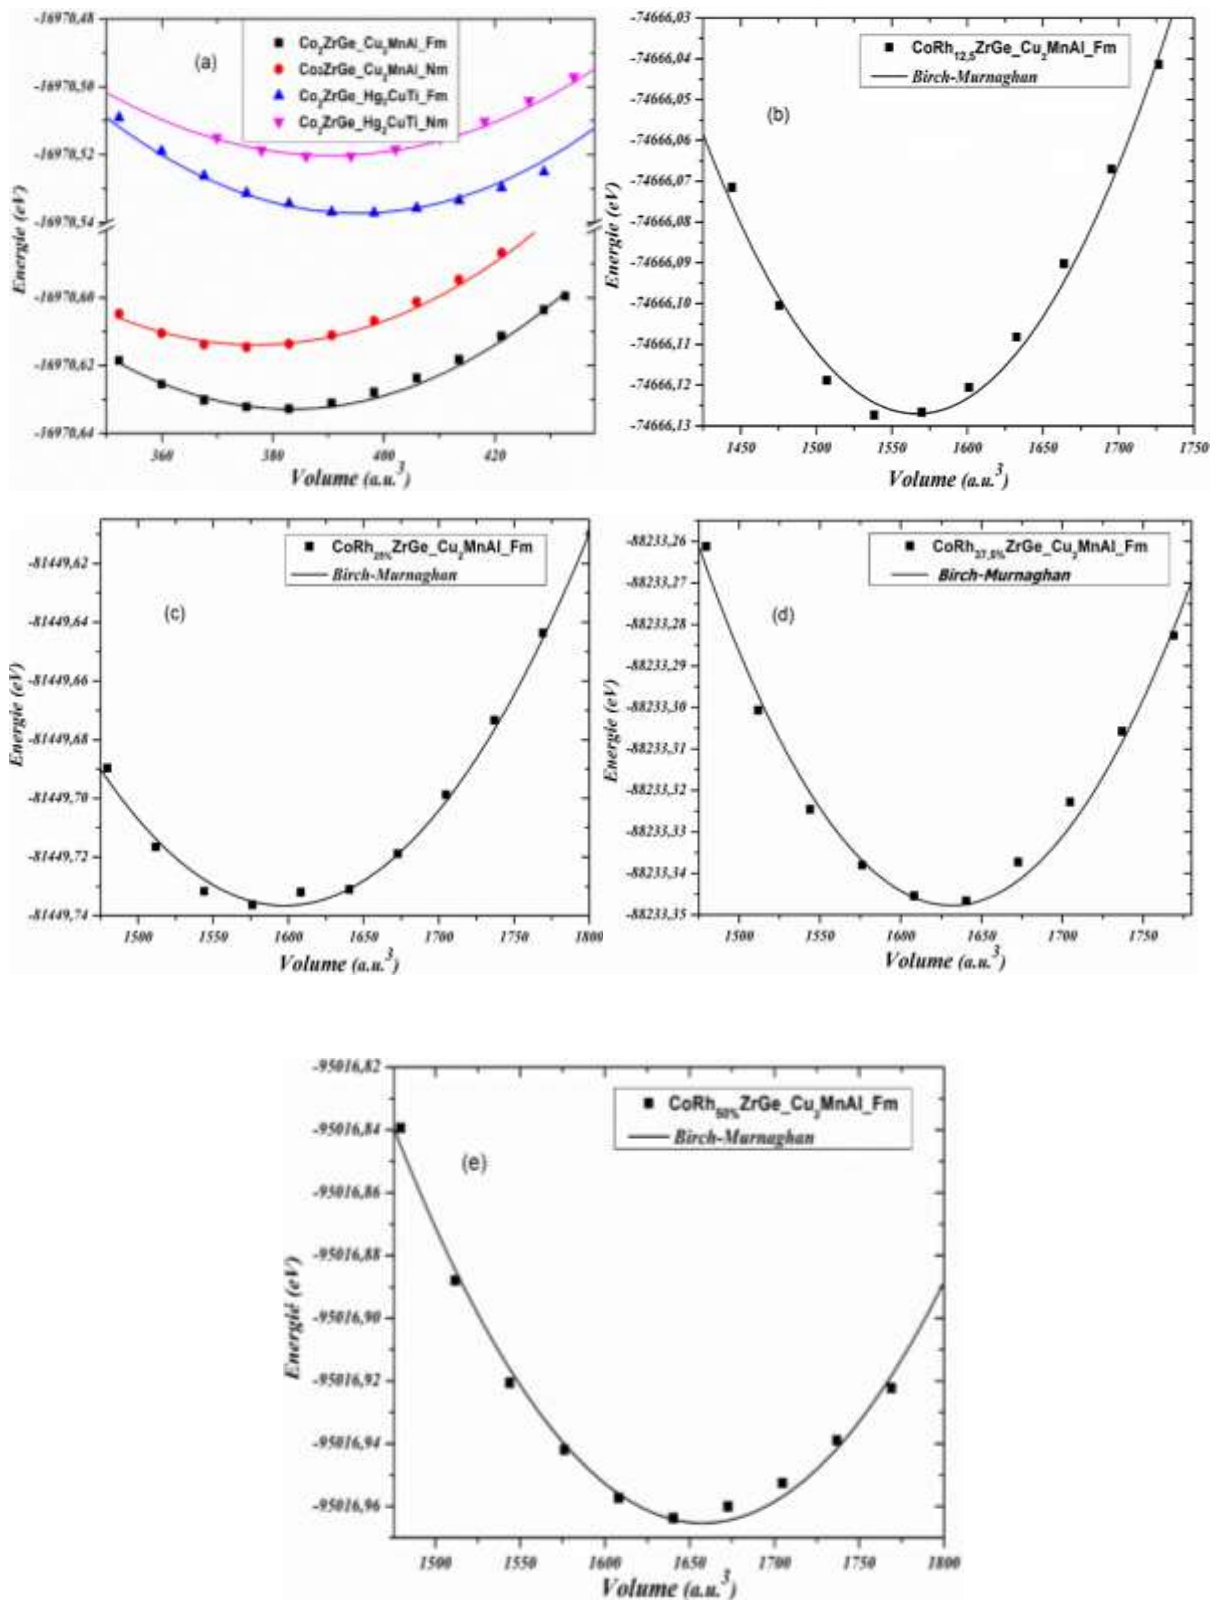 -16970,48
-16970,50
-16970,52
-16970,54
-16970,60
-16970,62
-16970,64
Energie (eV)
(a)
Co2ZrGe_Cu2MnAl_Fm
Co2ZrGe_Cu2MnAl_Nm
Co2ZrGe_Hg2CuTi_Fm
Co2ZrGe_Hg2CuTi_Nm
360 380 400 420
Volume (a.u.3)
-74666,03
-74666,04
-74666,05
-74666,06
-74666,07
-74666,08
-74666,09
-74666,10
-74666,11
-74666,12
-74666,13
Energie (eV)
CoRh12,5ZrGe_Cu2MnAl_Fm
Birch-Murnaghan
(b)
1450 1500 1550 1600 1650 1700 1750
Volume (a.u.3)
-81449,62
-81449,64
-81449,66
-81449,68
-81449,70
-81449,72
-81449,74
Energie (eV)
CoRh25%ZrGe_Cu2MnAl_Fm
Birch-Murnaghan
(c)
1500 1550 1600 1650 1700 1750 1800
Volume (a.u.3)
-88233,26
-88233,27
-88233,28
-88233,29
-88233,30
-88233,31
-88233,32
-88233,33
-88233,34
-88233,35
Energie (eV)
CoRh37,5%ZrGe_Cu2MnAl_Fm
Birch-Murnaghan
(d)
1500 1550 1600 1650 1700 1750
Volume (a.u.3)
-95016,82
-95016,84
-95016,86
-95016,88
-95016,90
-95016,92
-95016,94
-95016,96
Energie (eV)
CoRh50%ZrGe_Cu2MnAl_Fm
Birch-Murnaghan
(e)
1500 1550 1600 1650 1700 1750 1800
Volume (a.u.3)